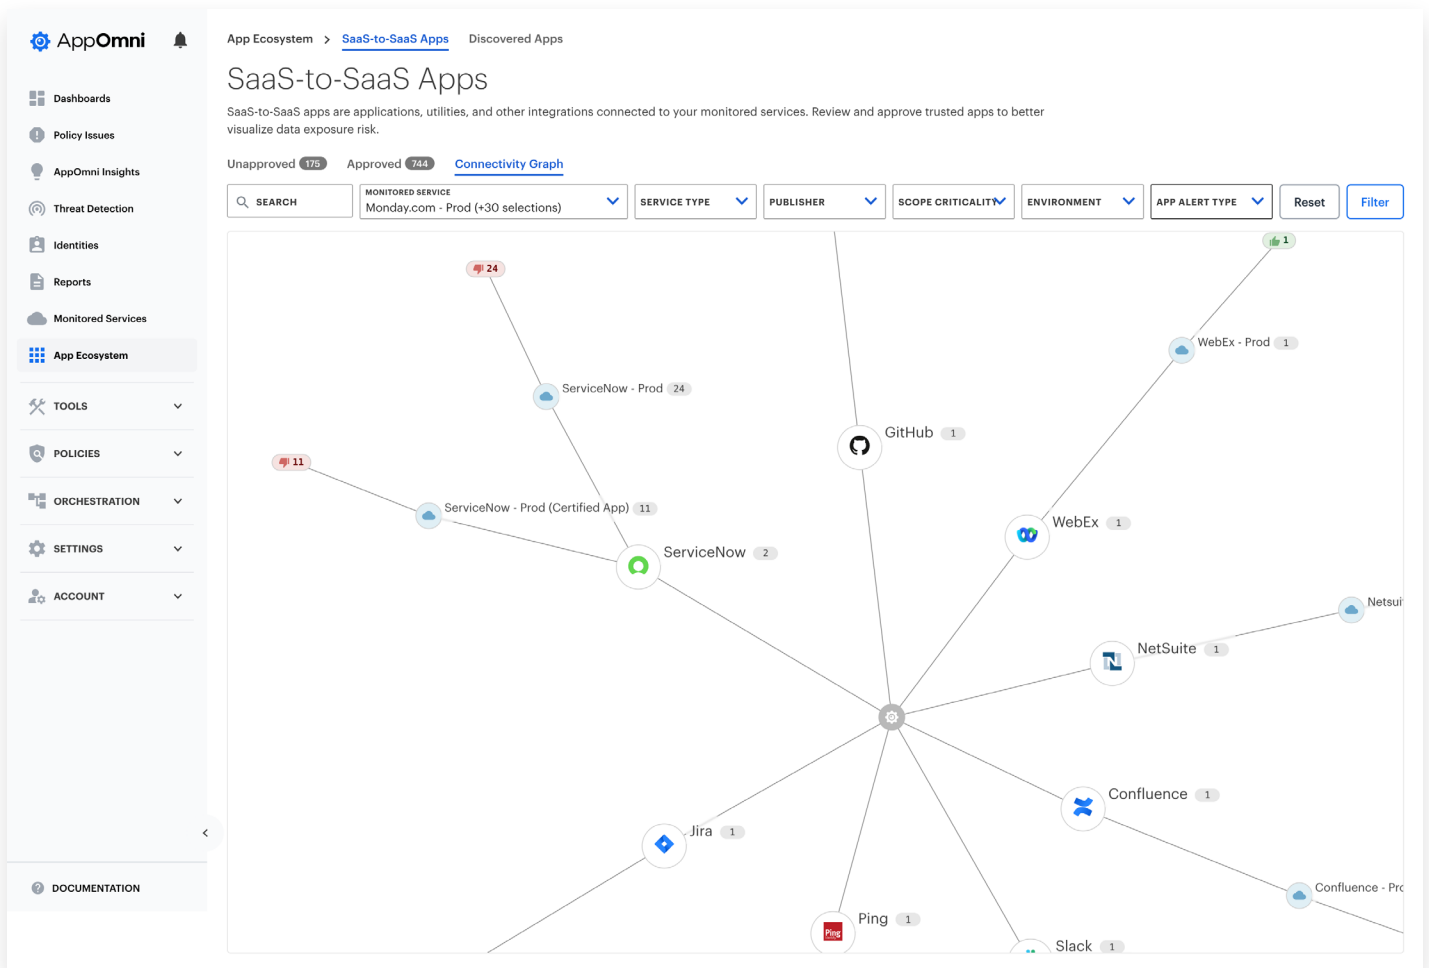 AppOmni
Dashboards
Policy Issues
AppOmni Insights
Threat Detection
Identities
Reports
Monitored Services
App Ecosystem
TOOLS
POLICIES
ORCHESTRATION
SETTINGS
ACCOUNT
DOCUMENTATION
App Ecosystem > SaaS-to-SaaS Apps Discovered Apps
SaaS-to-SaaS Apps
SaaS-to-SaaS apps are applications, utilities, and other integrations connected to your monitored services. Review and approve trusted apps to better
visualize data exposure risk.
Unapproved 175 Approved 744 Connectivity Graph
SEARCH
MONITORED SERVICE
Monday.com - Prod (+30 selections)
SERVICE TYPE
PUBLISHER
SCOPE CRITICALITY
ENVIRONMENT
APP ALERT TYPE
Reset
Filter
1
24
WebEx - Prod 1
ServiceNow - Prod 24
GitHub 1
11
ServiceNow - Prod (Certified App) 11
WebEx 1
ServiceNow 2
Netsui
NetSuite 1
Confluence 1
Jira 1
Confluence - Pro
Ping 1
Ping
Slack 1